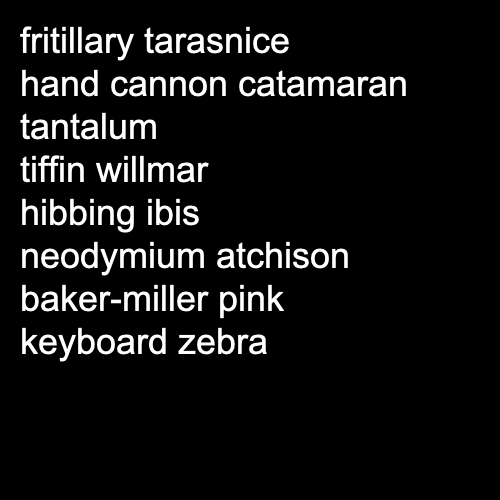 fritillary tarasnice
hand cannon catamaran
tantalum
tiffin willmar
hibbing ibis
neodymium atchison
baker-miller pink
keyboard zebra